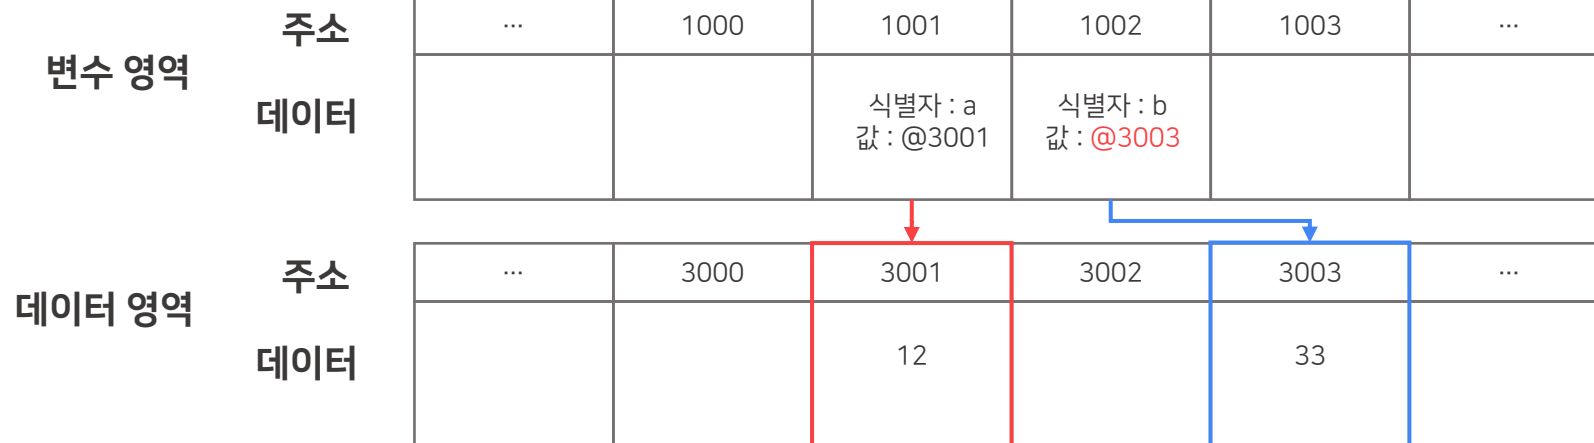 변수 영역
주소 ... 1000 1001 1002 1003 ...
데이터
식별자 : a
값 : @3001
식별자 : b
값 : @3003
데이터 영역
주소 ... 3000 3001 3002 3003 ...
데이터 12 33